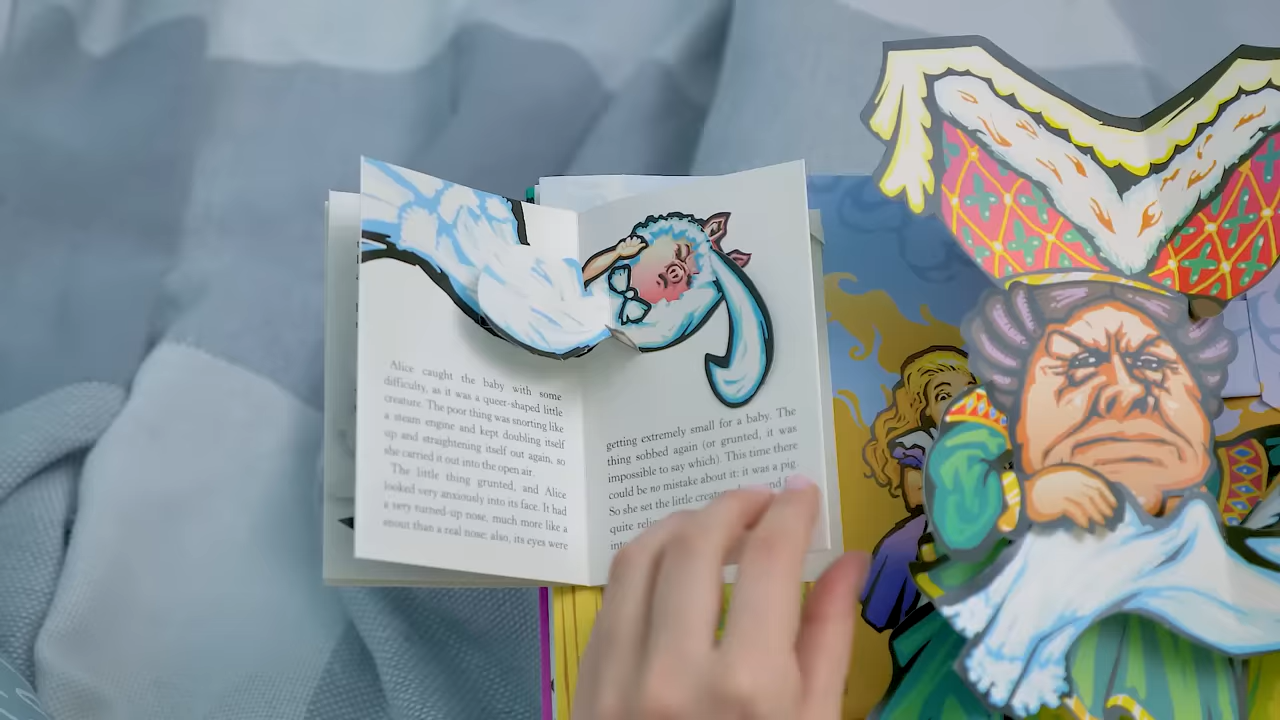 Alice caught the baby with some
difficulty, as it was a queer-shaped little
creature. The poor thing was snorting like
a steam engine and kept doubling itself
up and straightening itself out again, so
she carried it out into the open air.
The little thing grunted, and Alice
looked very anxiously into its face. It had
a very turned-up nose, much more like a
snout than a real nose; also, its eyes were
getting extremely small for a baby. The
thing sobbed again (or grunted, it was
impossible to say which). This time there
could be no mistake about it: it was a pig.
So she set the little
quite